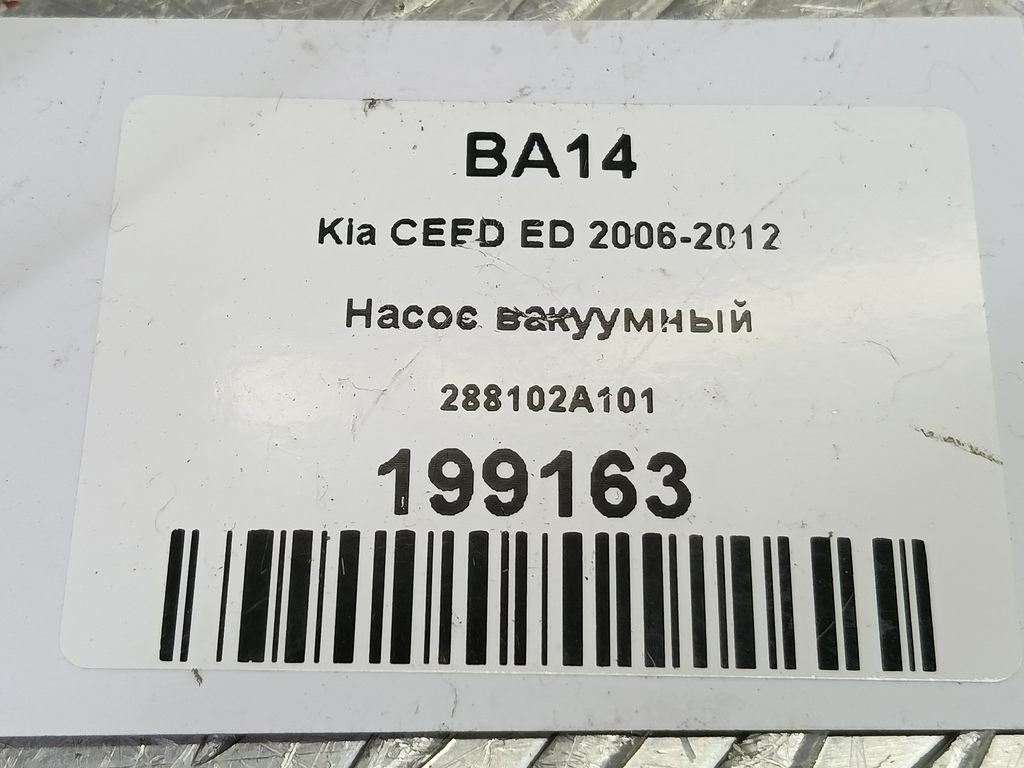 BA14
Kia CEED ED 2006-2012
Насос вакуумный
288102A101
199163